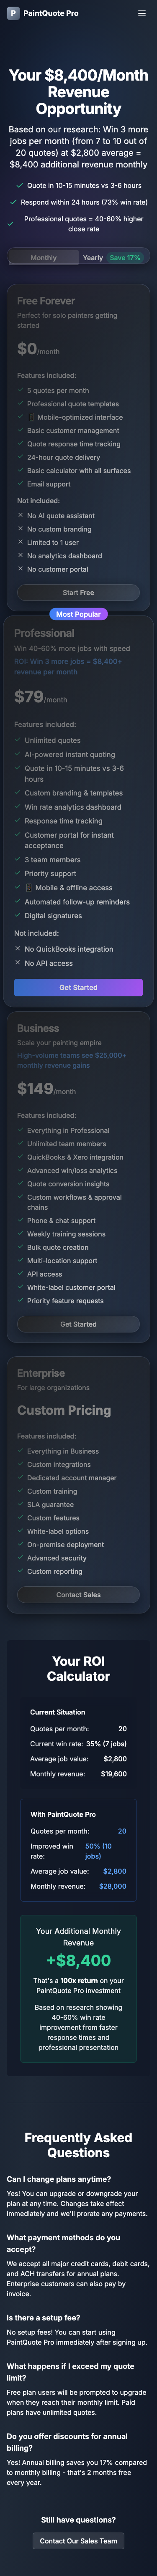 P PaintQuote Pro
Your $8,400/Month
Revenue
Opportunity
Based on our research: Win 3 more
jobs per month (from 7 to 10 out of
20 quotes) at $2,800 average =
$8,400 additional revenue monthly
Quote in 10-15 minutes vs 3-6 hours
Respond within 24 hours (73% win rate)
Professional quotes = 40-60% higher
close rate
Monthly
Yearly Save 17%
Free Forever
Perfect for solo painters getting
started
$0/month
Features included:
5 quotes per month
Professional quote templates
Mobile-optimized interface
Basic customer management
Quote response time tracking
24-hour quote delivery
Basic calculator with all surfaces
Email support
Not included:
No AI quote assistant
No custom branding
Limited to 1 user
No analytics dashboard
No customer portal
Start Free
Most Popular
Professional
Win 40-60% more jobs with speed
ROI: Win 3 more jobs = $8,400+
revenue per month
$79/month
Features included:
Unlimited quotes
AI-powered instant quoting
Quote in 10-15 minutes vs 3-6
hours
Custom branding & templates
Win rate analytics dashboard
Response time tracking
Customer portal for instant
acceptance
3 team members
Priority support
Mobile & offline access
Automated follow-up reminders
Digital signatures
Not included:
No QuickBooks integration
No API access
Get Started
Business
Scale your painting empire
High-volume teams see $25,000+
monthly revenue gains
$149/month
Features included:
Everything in Professional
Unlimited team members
QuickBooks & Xero integration
Advanced win/loss analytics
Quote conversion insights
Custom workflows & approval
chains
Phone & chat support
Weekly training sessions
Bulk quote creation
Multi-location support
API access
White-label customer portal
Priority feature requests
Get Started
Enterprise
For large organizations
Custom Pricing
Features included:
Everything in Business
Custom integrations
Dedicated account manager
Custom training
SLA guarantee
Custom features
White-label options
On-premise deployment
Advanced security
Custom reporting
Contact Sales
Your ROI
Calculator
Current Situation
Quotes per month: 20
Current win rate: 35% (7 jobs)
Average job value: $2,800
Monthly revenue: $19,600
With PaintQuote Pro
Quotes per month: 20
Improved win rate: 50% (10 jobs)
Average job value: $2,800
Monthly revenue: $28,000
Your Additional Monthly
Revenue
+$8,400
That's a 100x return on your
PaintQuote Pro investment
Based on research showing
40-60% win rate
improvement from faster
response times and
professional presentation
Frequently Asked
Questions
Can I change plans anytime?
Yes! You can upgrade or downgrade your
plan at any time. Changes take effect
immediately and we'll prorate any payments.
What payment methods do you
accept?
We accept all major credit cards, debit cards,
and ACH transfers for annual plans.
Enterprise customers can also pay by
invoice.
Is there a setup fee?
No setup fees! You can start using
PaintQuote Pro immediately after signing up.
What happens if I exceed my quote
limit?
Free plan users will be prompted to upgrade
when they reach their monthly limit. Paid
plans have unlimited quotes.
Do you offer discounts for annual
billing?
Yes! Annual billing saves you 17% compared
to monthly billing - that's 2 months free
every year.
Still have questions?
Contact Our Sales Team